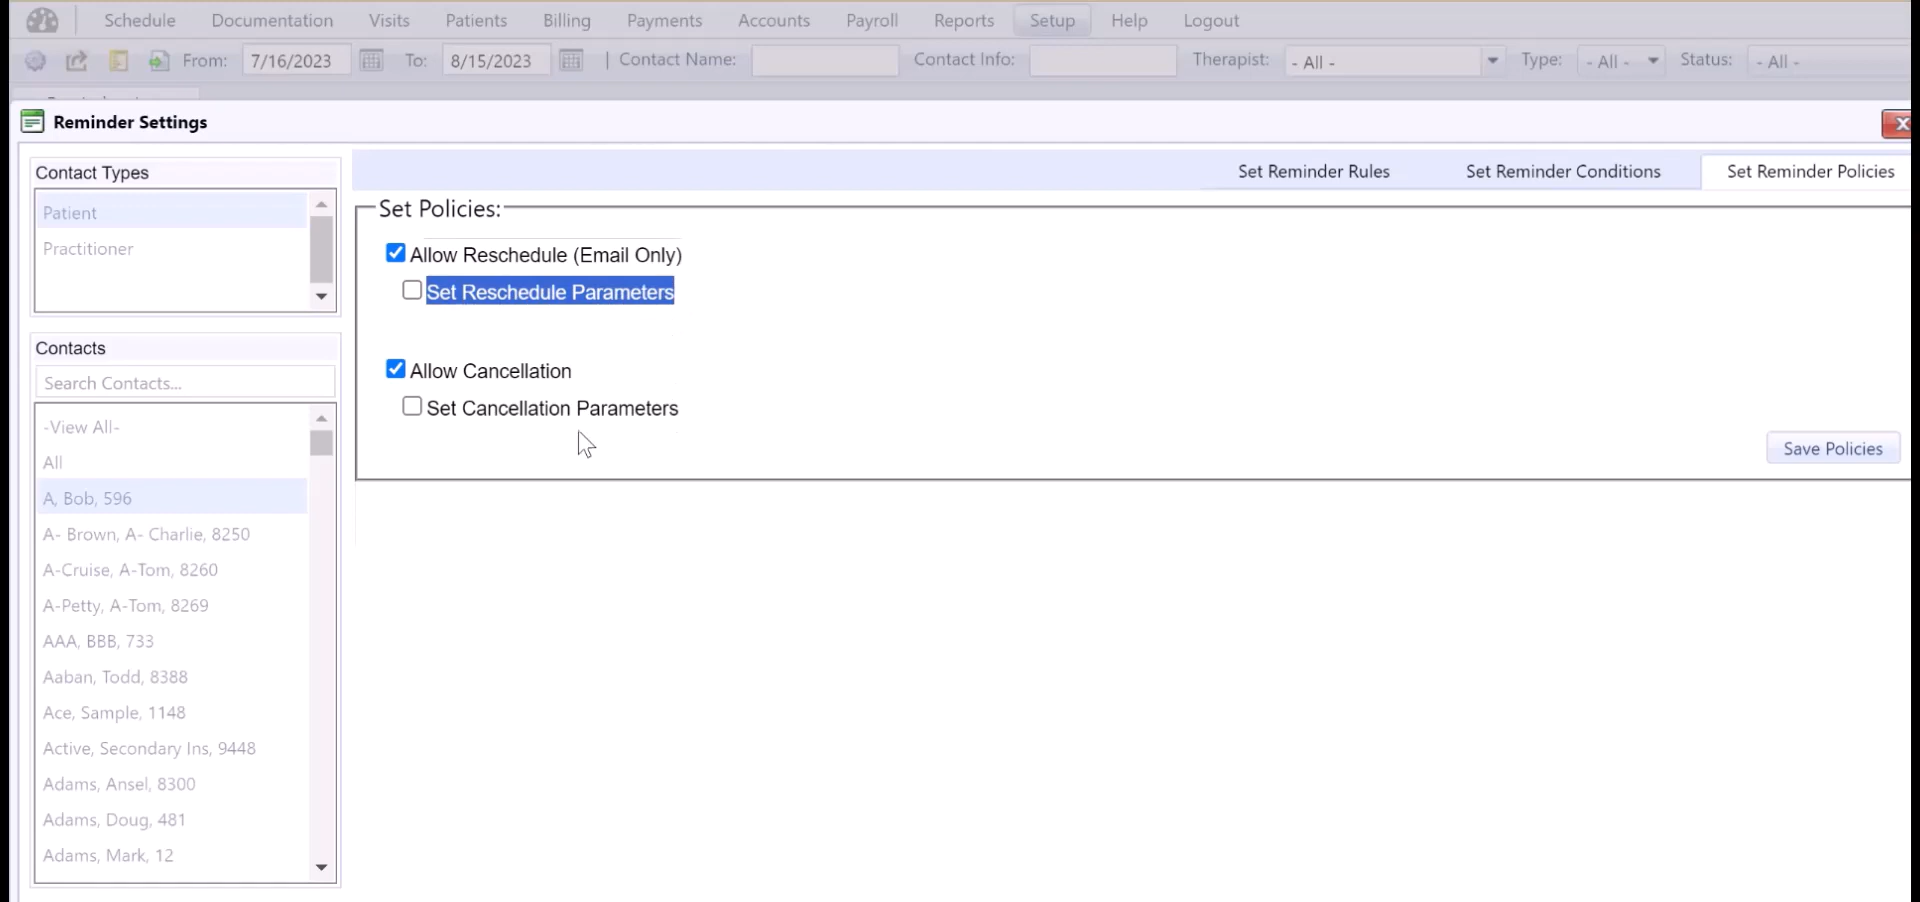 Schedule Documentation Visits Patients Billing Payments Accounts Payroll Reports Setup Help Logout
From: 7/16/2023 To: 8/15/2023 | Contact Name: Contact Info: Therapist: - All - Type: - All - Status: - All -
Reminder Settings
X
Contact Types
Patient
Practitioner
Contacts
Search Contacts...
-View All-
All
A, Bob, 596
A- Brown, A- Charlie, 8250
A-Cruise, A-Tom, 8260
A-Petty, A-Tom, 8269
AAA, BBB, 733
Aaban, Todd, 8388
Ace, Sample, 1148
Active, Secondary Ins, 9448
Adams, Ansel, 8300
Adams, Doug, 481
Adams, Mark, 12
Set Reminder Rules Set Reminder Conditions Set Reminder Policies
Set Policies:
Allow Reschedule (Email Only)
Set Reschedule Parameters
Allow Cancellation
Set Cancellation Parameters
Save Policies